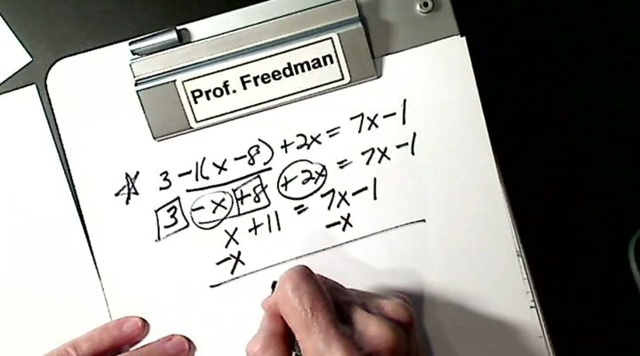 Prof. Freedman
☆ 3 -1(x-8) +2x = 7x-1
3 -x +8 +2x = 7x-1
x +11 = 7x-1
-x -x